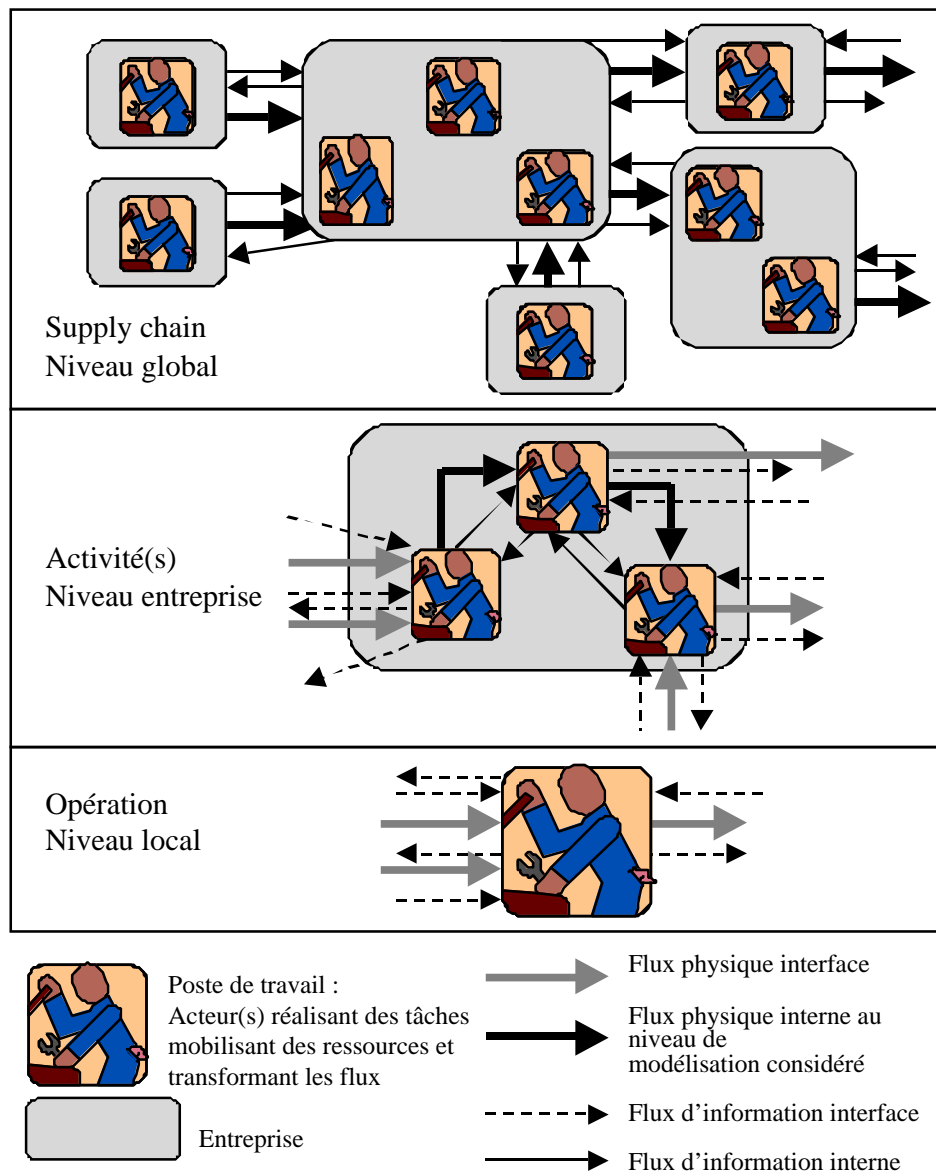 Supply chain
Niveau global
Activité(s)
Niveau entreprise
Opération
Niveau local
Poste de travail :
Acteur(s) réalisant des tâches
mobilisant des ressources et
transformant les flux
Entreprise
Flux physique interface
Flux physique interne au
niveau de
modélisation considéré
Flux d’information interface
Flux d’information interne